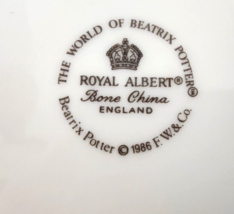 THE WORLD OF BEATRIX POTTER®
ROYAL ALBERT®
Bone China
ENGLAND
Beatrix Potter © 1986 F.W.& Co.